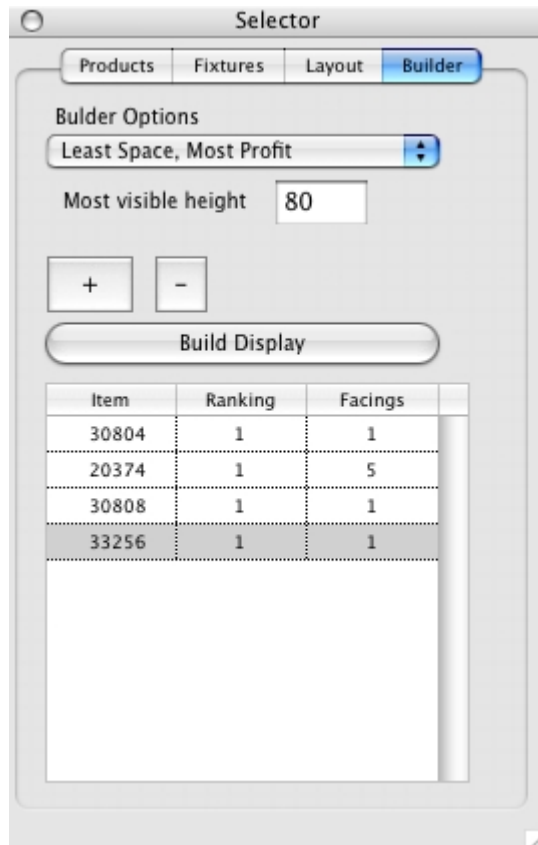 Selector
Products Fixtures Layout Builder
Bulder Options
Least Space, Most Profit
Most visible height 80
+ -
Build Display
Item Ranking Facings
30804 1 1
20374 1 5
30808 1 1
33256 1 1